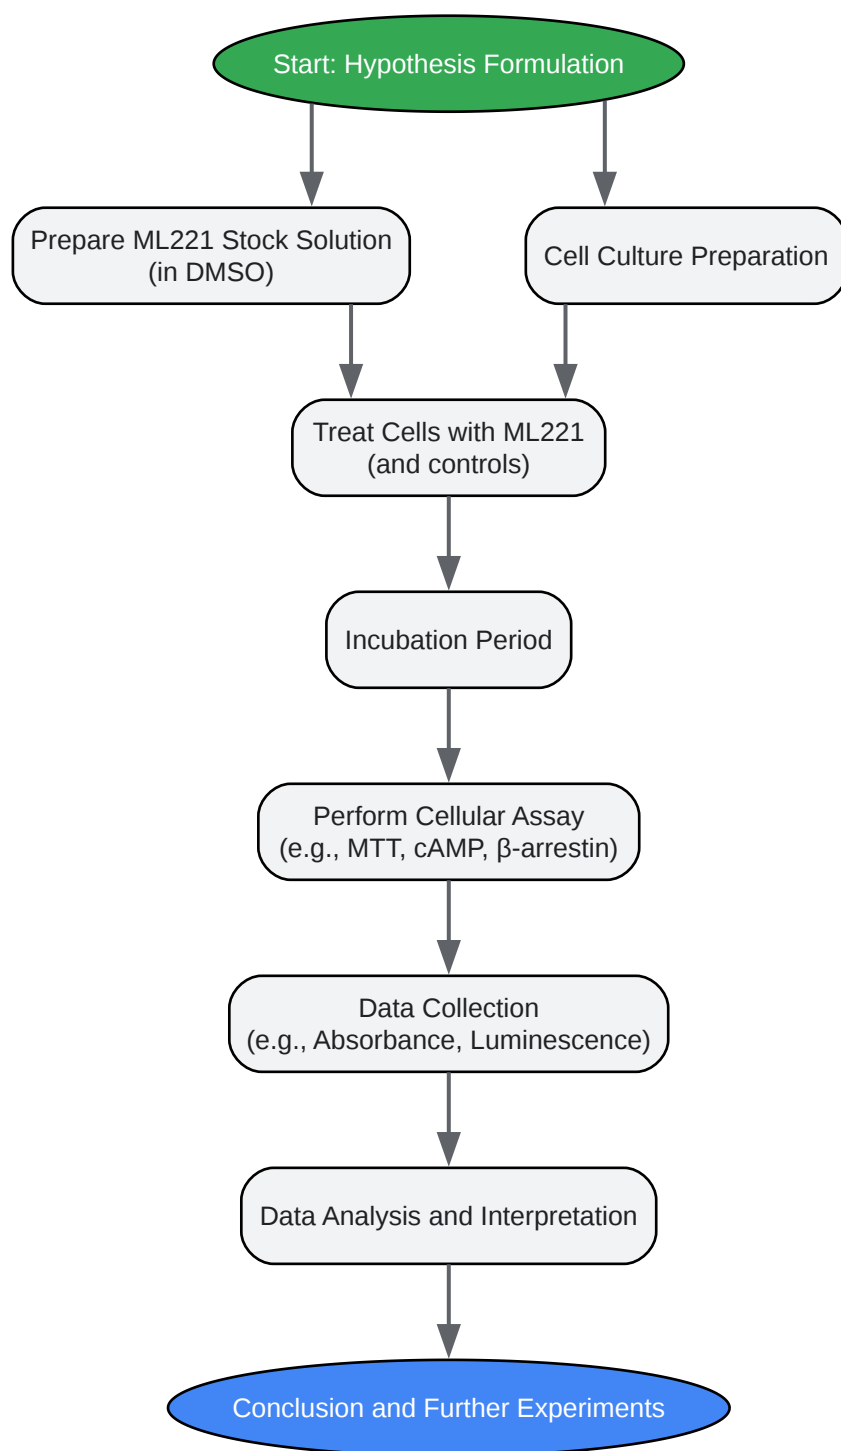 Start: Hypothesis Formulation
Prepare ML221 Stock Solution
(in DMSO)
Cell Culture Preparation
Treat Cells with ML221
(and controls)
Incubation Period
Perform Cellular Assay
(e.g., MTT, cAMP, β-arrestin)
Data Collection
(e.g., Absorbance, Luminescence)
Data Analysis and Interpretation
Conclusion and Further Experiments